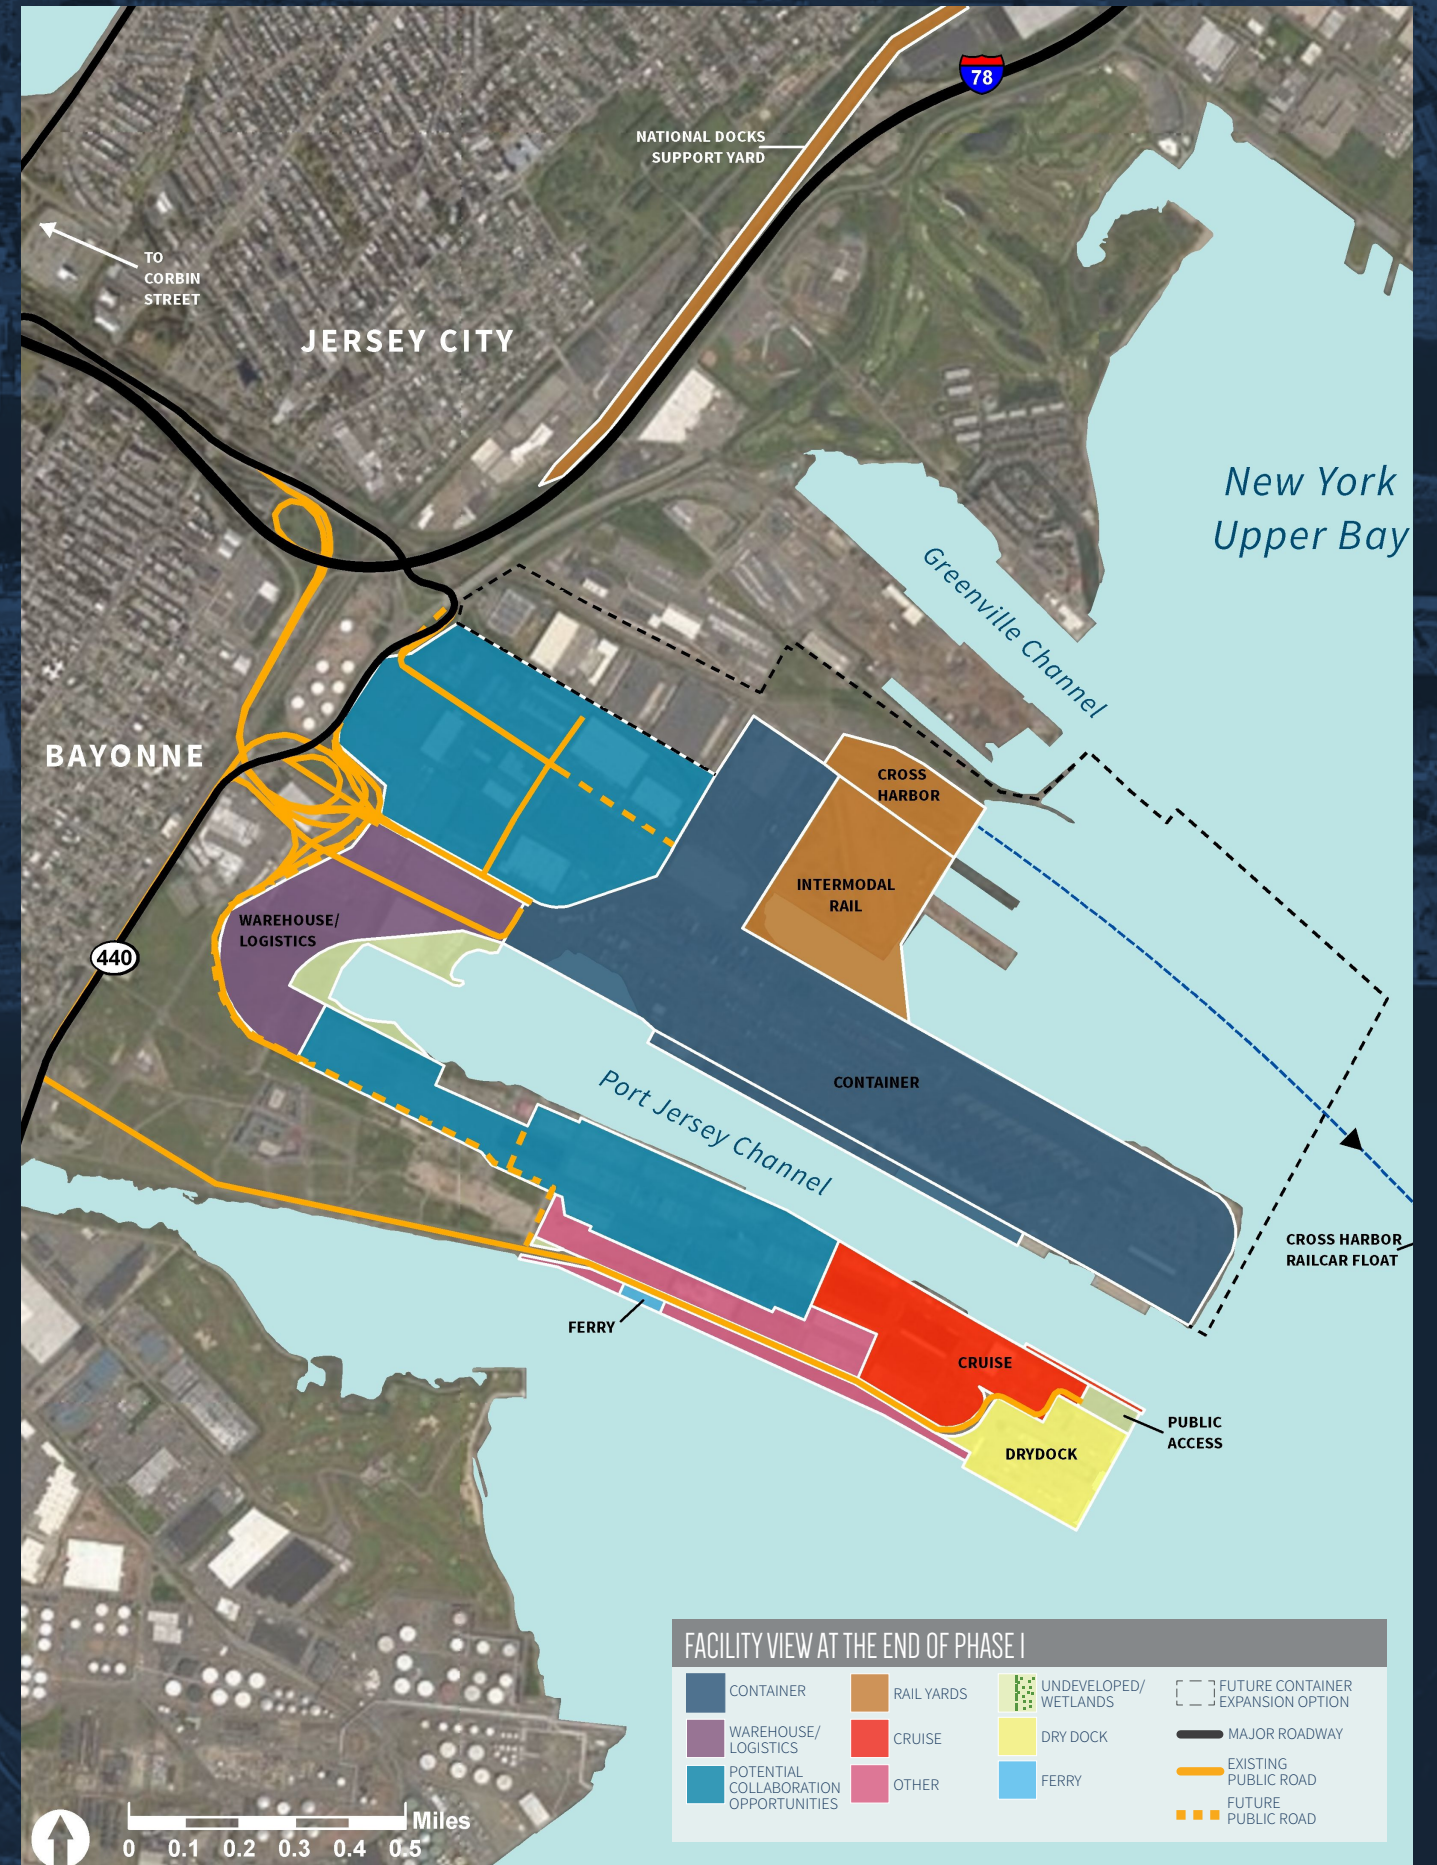 78
NATIONAL DOCKS
SUPPORT YARD
TO
CORBIN
STREET
JERSEY CITY
New York
Upper Bay
Greenville Channel
BAYONNE
CROSS
HARBOR
INTERMODAL
RAIL
WAREHOUSE/
LOGISTICS
440
CONTAINER
Port Jersey Channel
CROSS HARBOR
RAILCAR FLOAT
FERRY
CRUISE
PUBLIC
ACCESS
DRYDOCK
FACILITY VIEW AT THE END OF PHASE I
CONTAINER
WAREHOUSE/
LOGISTICS
POTENTIAL
COLLABORATION
OPPORTUNITIES
RAIL YARDS
CRUISE
OTHER
UNDEVELOPED/
WETLANDS
DRY DOCK
FERRY
FUTURE CONTAINER
EXPANSION OPTION
MAJOR ROADWAY
EXISTING
PUBLIC ROAD
FUTURE
PUBLIC ROAD
Miles
0 0.1 0.2 0.3 0.4 0.5